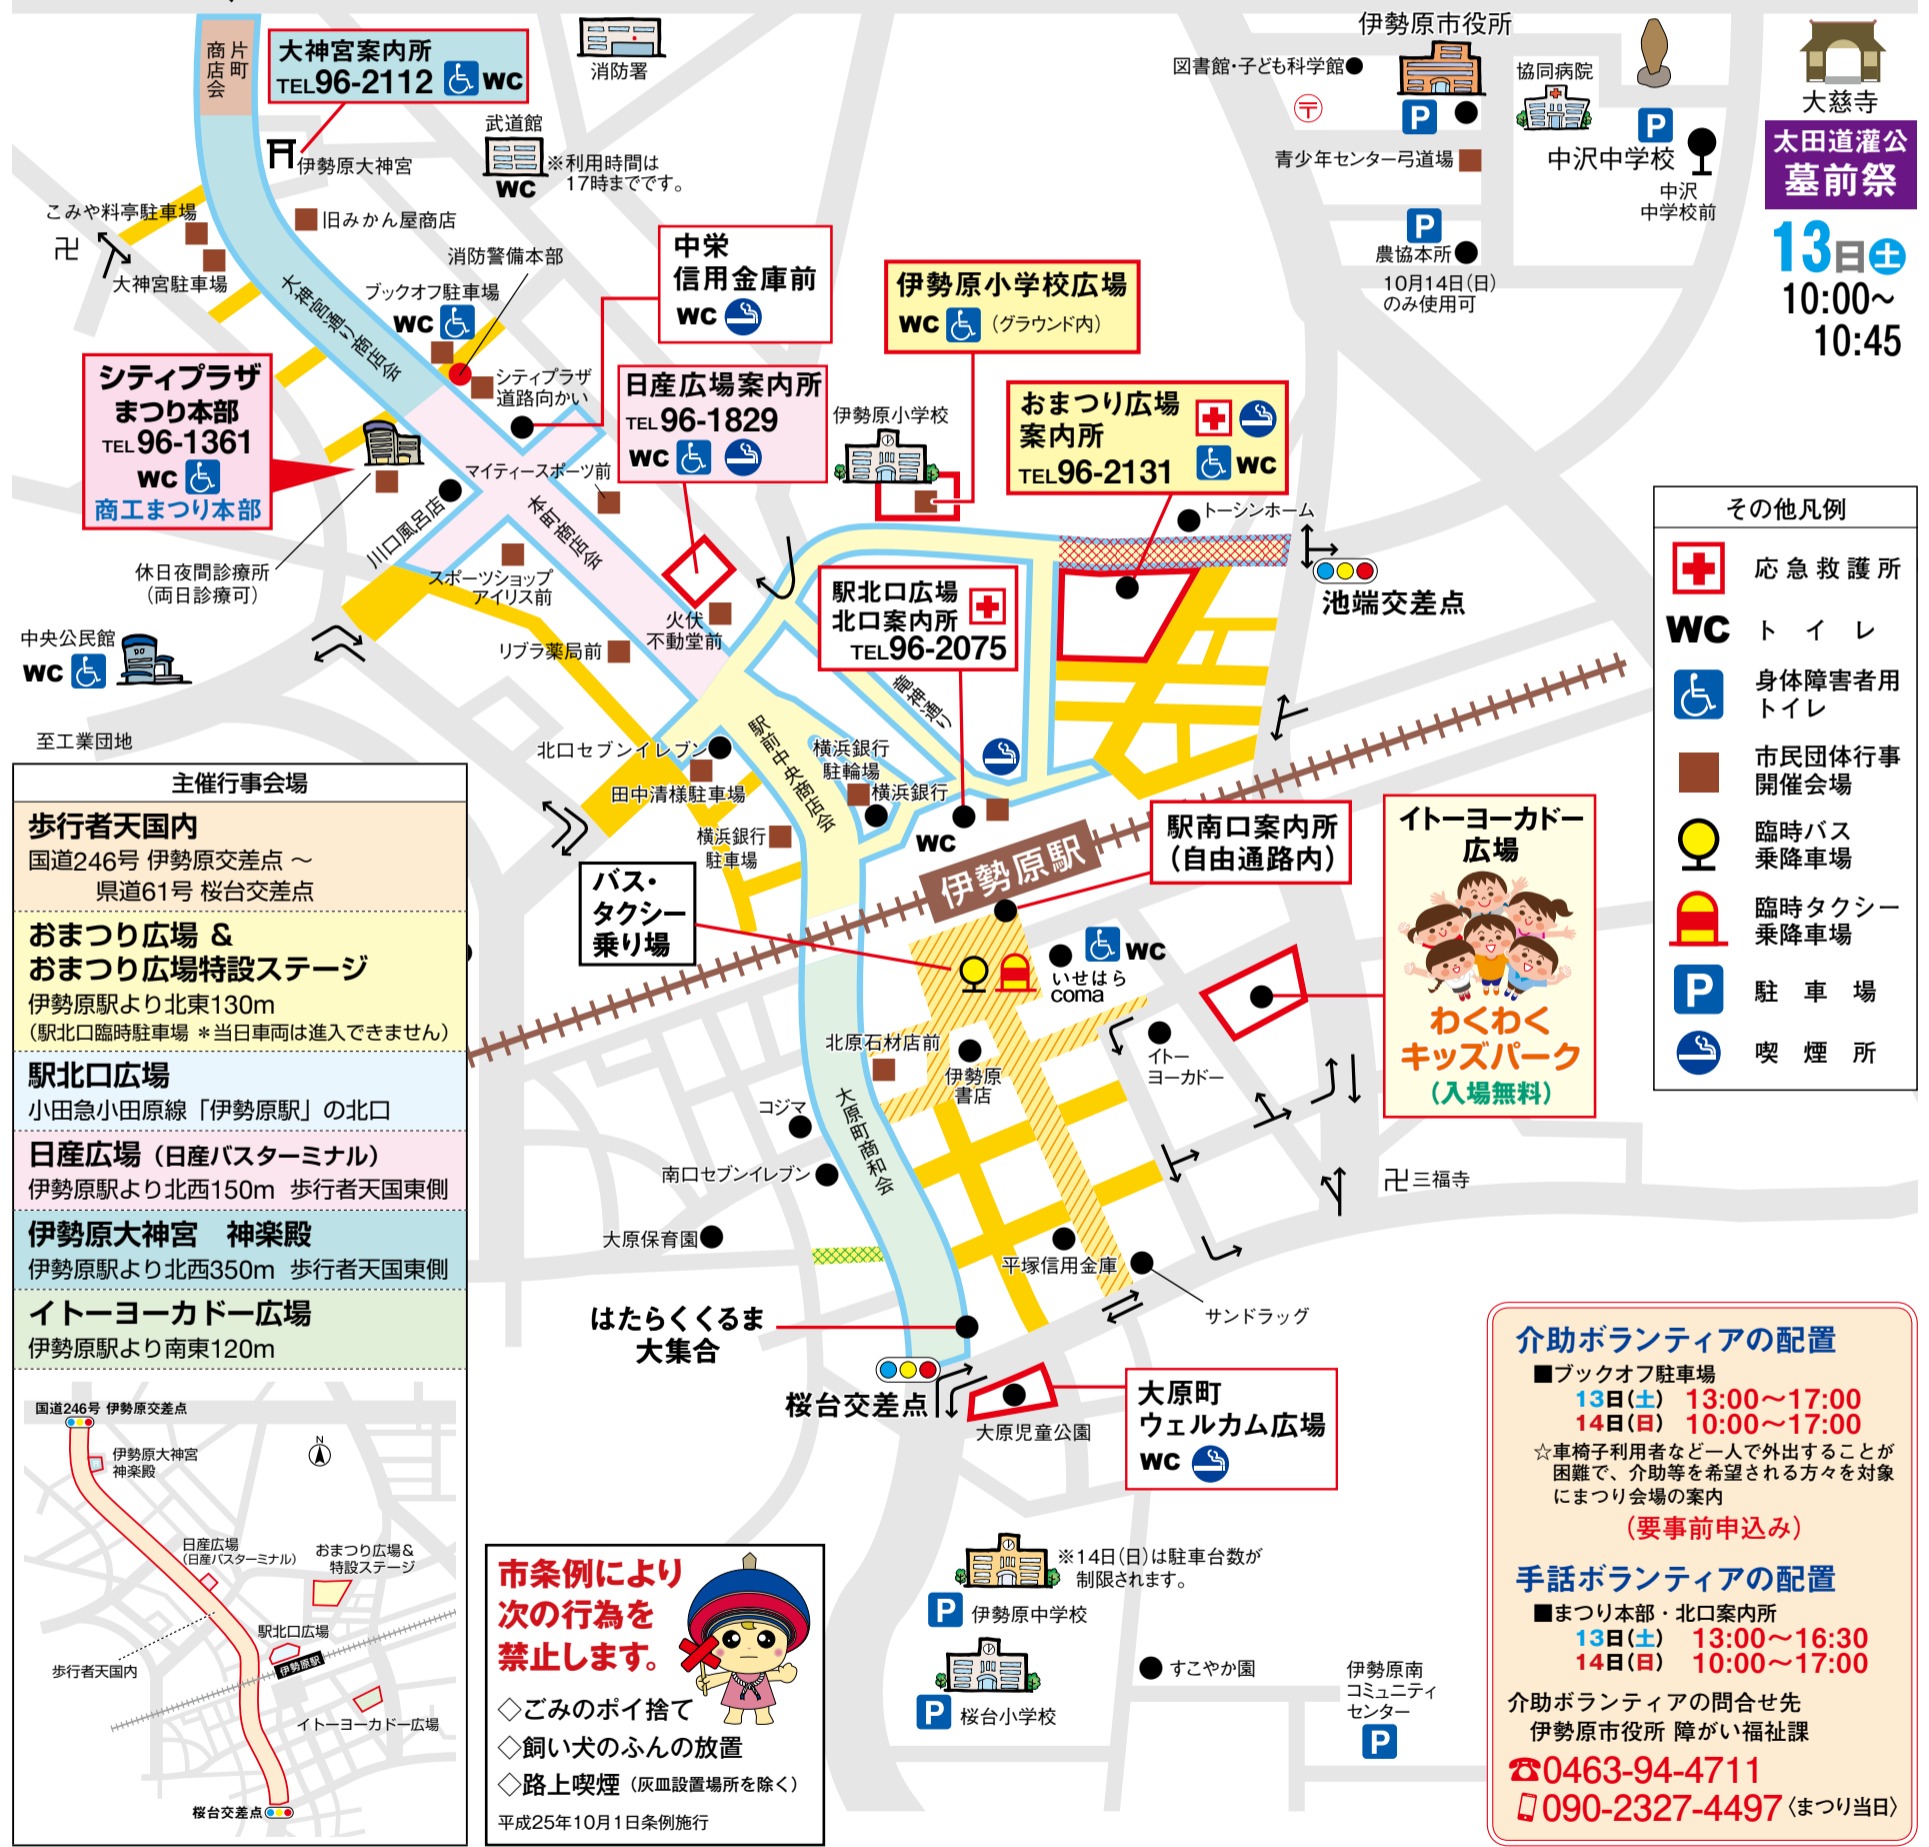 片町
商店会
大神宮案内所
TEL96-2112 WC
消防署
伊勢原大神宮
武道館
WC
※利用時間は
17時までです。
伊勢原市役所
図書館・子ども科学館
〒
青少年センター弓道場
P
協同病院
P
中沢中学校
中沢
中学校前
P
農協本所
10月14日(日)
のみ使用可
大慈寺
太田道灌公
墓前祭
13日土
10:00～
10:45
こみや料亭駐車場
卍
大神宮駐車場
旧みかん屋商店
消防警備本部
大神宮通り商店会
ブックオフ駐車場
WC
シティプラザ
道路向かい
中栄
信用金庫前
WC
伊勢原小学校広場
WC (グラウンド内)
シティプラザ
まつり本部
TEL96-1361
WC
商工まつり本部
日産広場案内所
TEL96-1829
WC
伊勢原小学校
おまつり広場
案内所
TEL96-2131 WC
マイティースポーツ前
川口風呂店
本町商店会
トーシンホーム
池端交差点
休日夜間診療所
(両日診療可)
スポーツショップ
アイリス前
火伏
不動堂前
リブラ薬局前
中央公民館
WC
至工業団地
駅北口広場
北口案内所
TEL96-2075
竜神通り
北口セブンイレブン
田中清様駐車場
駅前中央商店会
横浜銀行
駐輪場
横浜銀行
横浜銀行
駐車場
WC
バス・
タクシー
乗り場
伊勢原駅
駅南口案内所
(自由通路内)
いせはら
coma
WC
イトーヨーカドー
広場
わくわく
キッズパーク
(入場無料)
北原石材店前
伊勢原
書店
イトー
ヨーカドー
コジマ
大原町商和会
南口セブンイレブン
大原保育園
卍三福寺
平塚信用金庫
サンドラッグ
はたらくくるま
大集合
桜台交差点
大原児童公園
大原町
ウェルカム広場
WC
※14日(日)は駐車台数が
制限されます。
P 伊勢原中学校
P 桜台小学校
すこやか園
伊勢原南
コミュニティ
センター
P
その他凡例
応急救護所
WC トイレ
身体障害者用
トイレ
市民団体行事
開催会場
臨時バス
乗降車場
臨時タクシー
乗降車場
P 駐車場
喫煙所
主催行事会場
歩行者天国内
国道246号 伊勢原交差点 ～
県道61号 桜台交差点
おまつり広場 &
おまつり広場特設ステージ
伊勢原駅より北東130m
(駅北口臨時駐車場 *当日車両は進入できません)
駅北口広場
小田急小田原線「伊勢原駅」の北口
日産広場(日産バスターミナル)
伊勢原駅より北西150m 歩行者天国東側
伊勢原大神宮 神楽殿
伊勢原駅より北西350m 歩行者天国東側
イトーヨーカドー広場
伊勢原駅より南東120m
国道246号 伊勢原交差点
伊勢原大神宮
神楽殿
N
日産広場
(日産バスターミナル)
おまつり広場&
特設ステージ
駅北口広場
伊勢原駅
歩行者天国内
イトーヨーカドー広場
桜台交差点
市条例により
次の行為を
禁止します。
◇ごみのポイ捨て
◇飼い犬のふんの放置
◇路上喫煙(灰皿設置場所を除く)
平成25年10月1日条例施行
介助ボランティアの配置
■ブックオフ駐車場
13日(土) 13:00～17:00
14日(日) 10:00～17:00
☆車椅子利用者など一人で外出することが
困難で、介助等を希望される方々を対象
にまつり会場の案内
(要事前申込み)
手話ボランティアの配置
■まつり本部・北口案内所
13日(土) 13:00～16:30
14日(日) 10:00～17:00
介助ボランティアの問合せ先
伊勢原市役所 障がい福祉課
☎0463-94-4711
090-2327-4497〈まつり当日〉